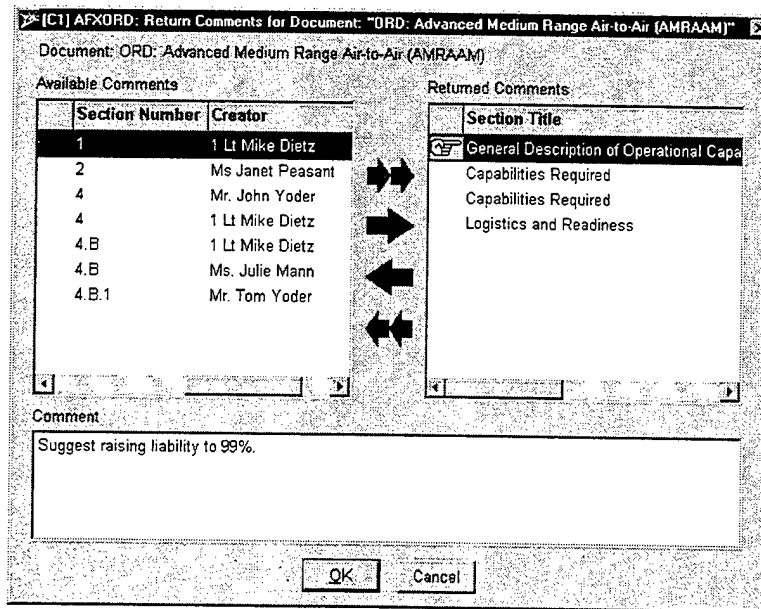 [C1] AFXORD: Return Comments for Document: "ORD: Advanced Medium Range Air-to-Air (AMRAAM)"
Document: ORD: Advanced Medium Range Air-to-Air (AMRAAM)
Available Comments
Section Number Creator
1 1 Lt Mike Dietz
2 Ms Janet Peasant
4 Mr. John Yoder
4 1 Lt Mike Dietz
4.B 1 Lt Mike Dietz
4.B Ms. Julie Mann
4.B.1 Mr. Tom Yoder
Returned Comments
Section Title
General Description of Operational Capa
Capabilities Required
Capabilities Required
Logistics and Readiness
Comment
Suggest raising liability to 99%.
OK Cancel